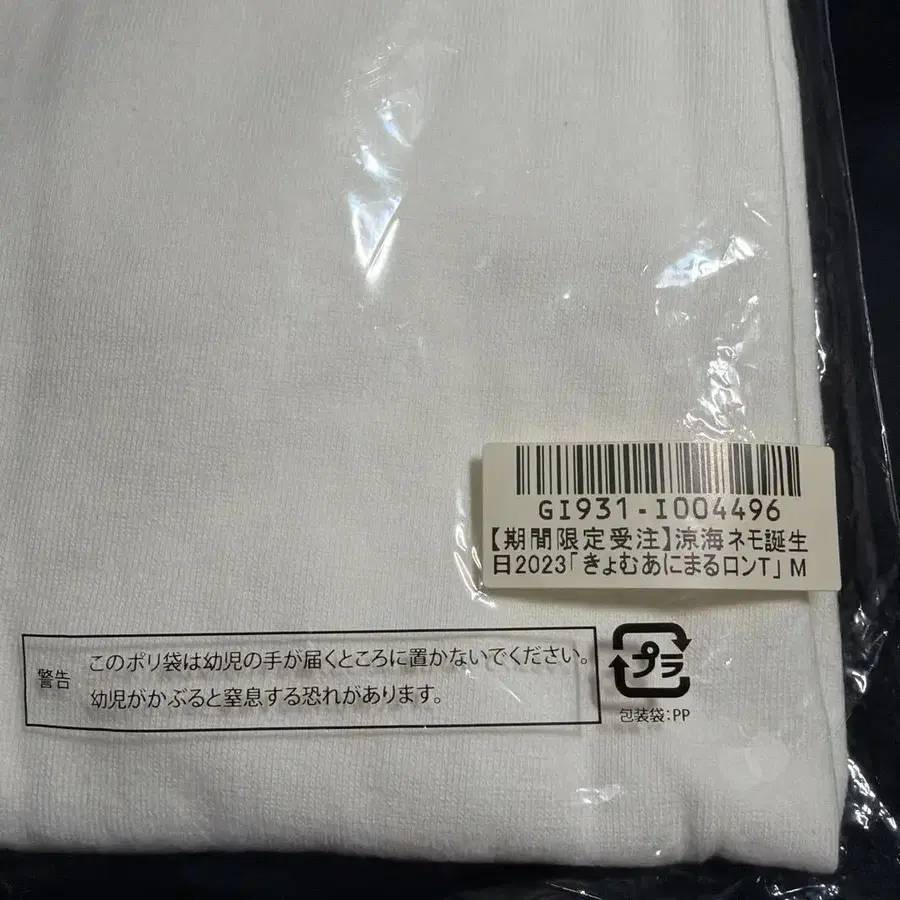 GI931-I004496
【期間限定受注】涼海ネモ誕生
日2023「きょむあにまるロンT」 M
警告
このポリ袋は幼児の手が届くところに置かないでください。
幼児がかぶると窒息する恐れがあります。
プラ
包装袋:PP